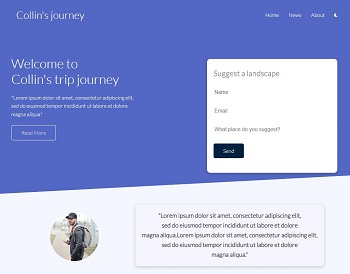 Collin's journey
Home News About
Welcome to
Collin's trip journey
"Lorem ipsum dolor sit amet, consectetur adipiscing elit,
sed do eiusmod tempor incididunt ut labore et dolore
magna aliqua."
Read More
Suggest a landscape
Name
Email
What place do you suggest?
Send
"Lorem ipsum dolor sit amet, consectetur adipiscing elit,
sed do eiusmod tempor incididunt ut labore et dolore
magna aliqua.Lorem ipsum dolor sit amet, consectetur adipiscing elit,
sed do eiusmod tempor incididunt ut labore et dolore
magna aliqua."